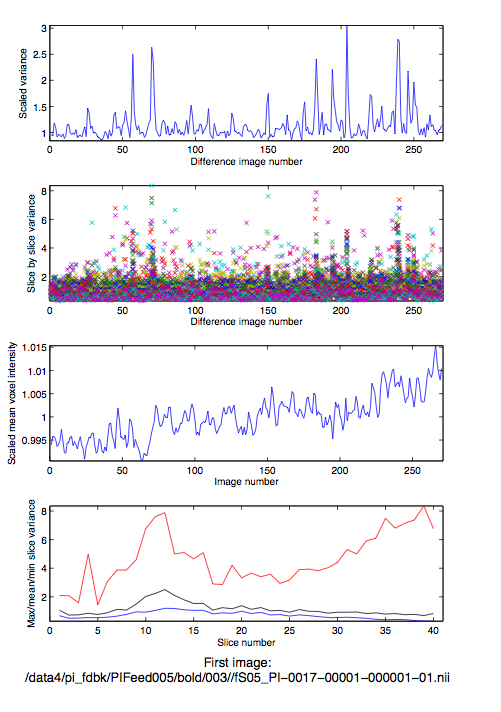 3
2.5
2
1.5
1
Scaled variance
0 50 100 150 200 250
Difference image number
8
6
4
2
Slice by slice variance
0 50 100 150 200 250
Difference image number
1.015
1.01
1.005
1
0.995
Scaled mean voxel intensity
0 50 100 150 200 250
Image number
8
6
4
2
Max/mean/min slice variance
0 5 10 15 20 25 30 35 40
Slice number
First image:
/data4/pi_fdbk/PIFeed005/bold/003//fS05_PI-0017-00001-000001-01.nii